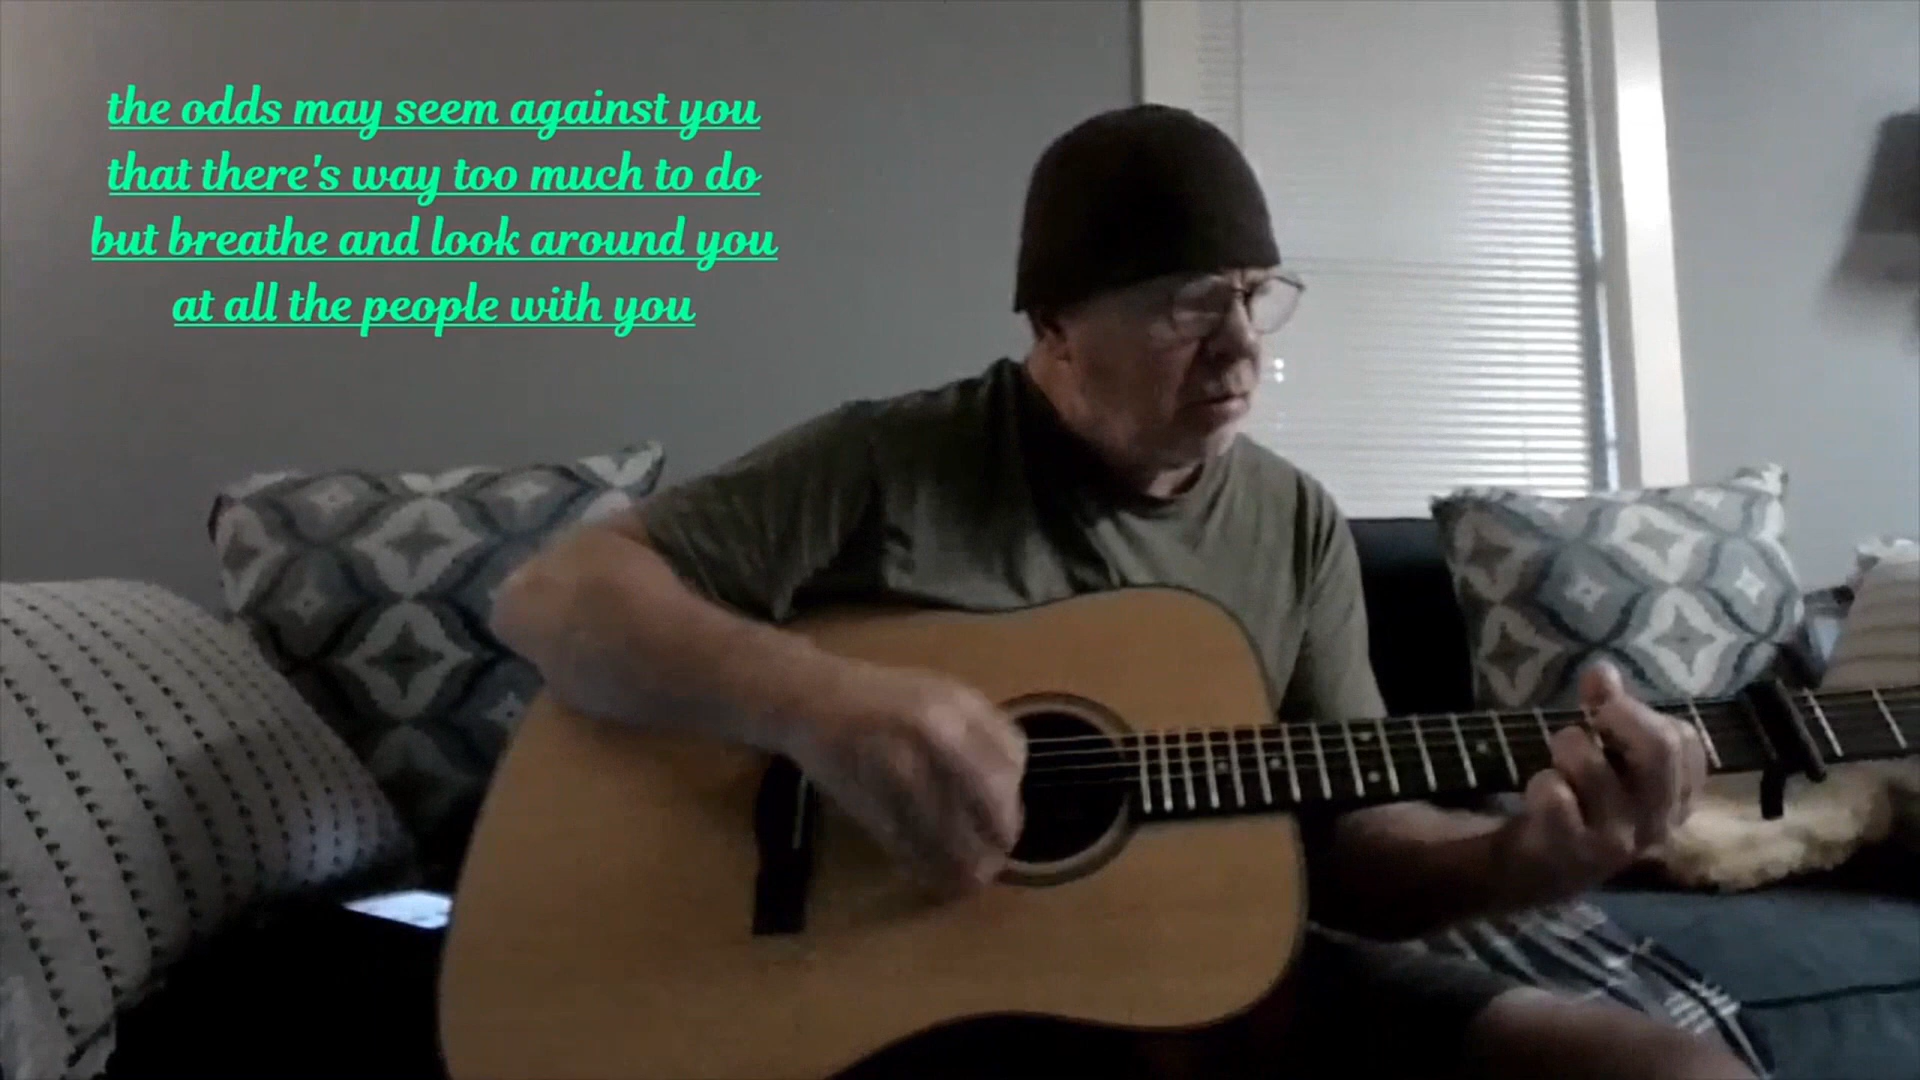 the odds may seem against you
that there's way too much to do
but breathe and look around you
at all the people with you